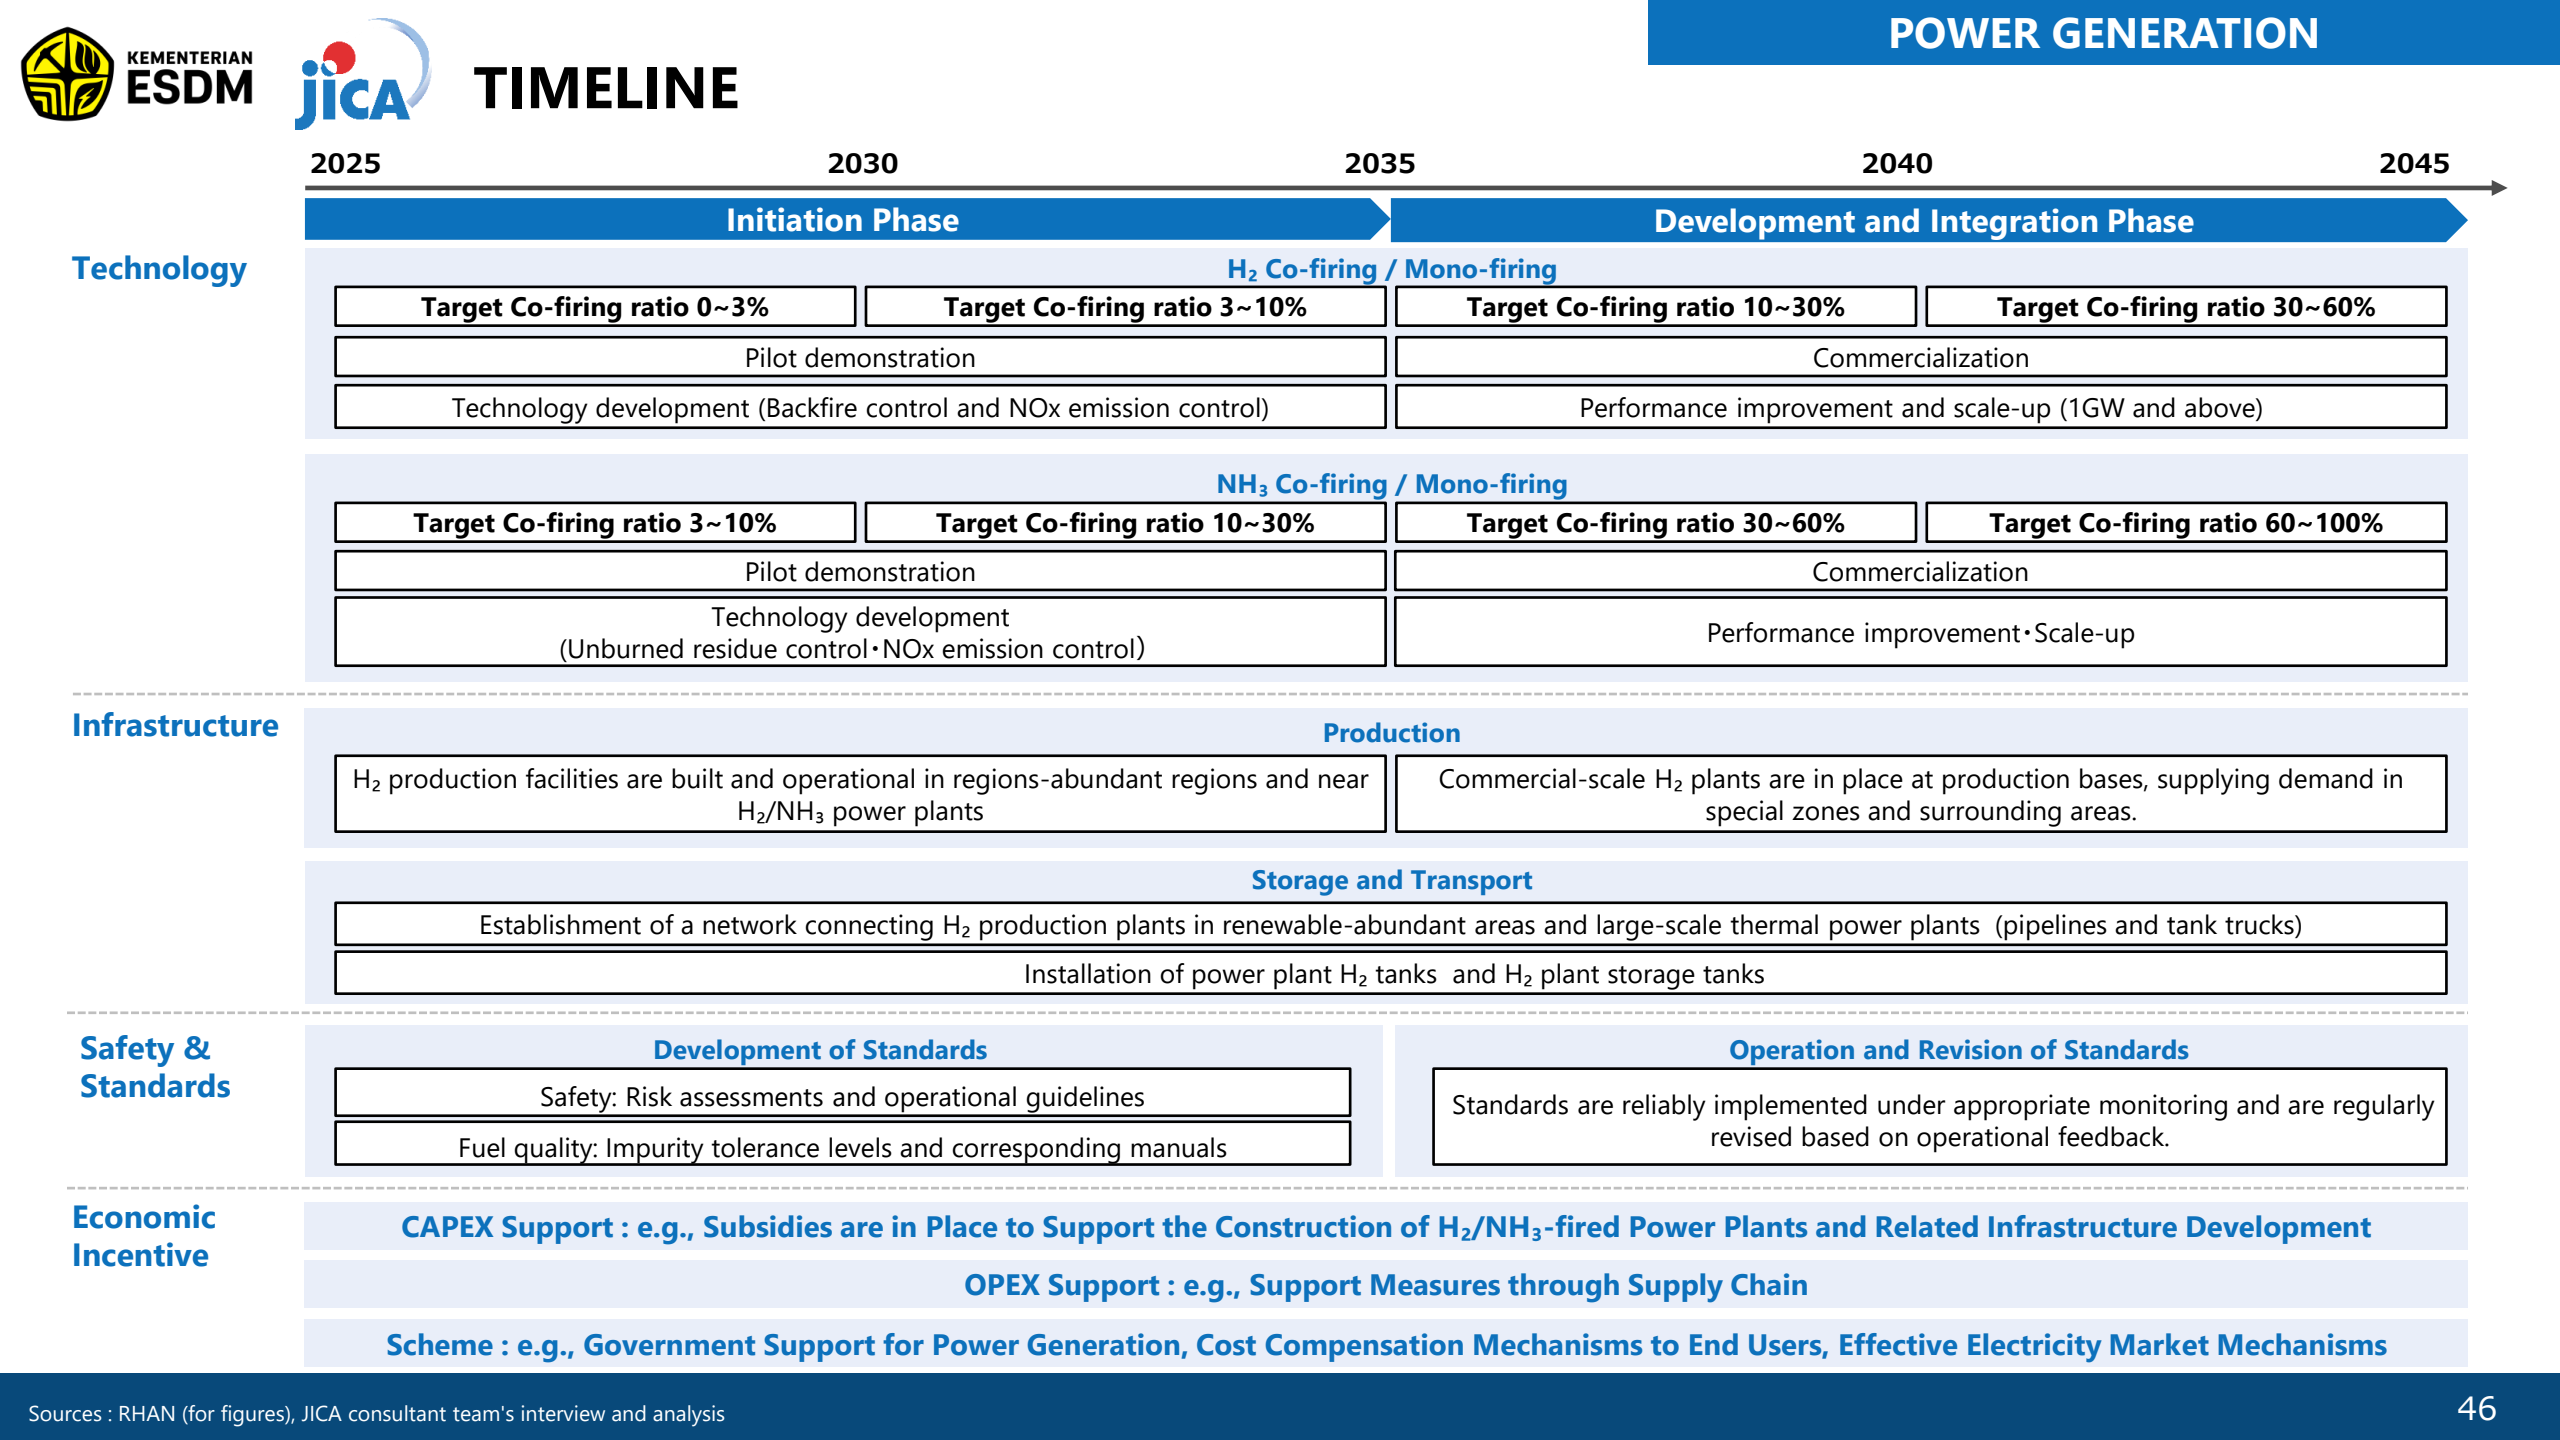 POWER GENERATION
KEMENTERIAN
ESDM
JICA
TIMELINE
2025 2030 2035 2040 2045
Initiation Phase
Development and Integration Phase
Technology
H₂ Co-firing / Mono-firing
Target Co-firing ratio 0~3%
Target Co-firing ratio 3~10%
Target Co-firing ratio 10~30%
Target Co-firing ratio 30~60%
Pilot demonstration
Commercialization
Technology development (Backfire control and NOx emission control)
Performance improvement and scale-up (1GW and above)
NH₃ Co-firing / Mono-firing
Target Co-firing ratio 3~10%
Target Co-firing ratio 10~30%
Target Co-firing ratio 30~60%
Target Co-firing ratio 60~100%
Pilot demonstration
Commercialization
Technology development
(Unburned residue control・NOx emission control）
Performance improvement・Scale-up
Infrastructure
Production
H₂ production facilities are built and operational in regions-abundant regions and near
H₂/NH₃ power plants
Commercial-scale H₂ plants are in place at production bases, supplying demand in
special zones and surrounding areas.
Storage and Transport
Establishment of a network connecting H₂ production plants in renewable-abundant areas and large-scale thermal power plants (pipelines and tank trucks)
Installation of power plant H₂ tanks and H₂ plant storage tanks
Safety &
Standards
Development of Standards
Safety: Risk assessments and operational guidelines
Fuel quality: Impurity tolerance levels and corresponding manuals
Operation and Revision of Standards
Standards are reliably implemented under appropriate monitoring and are regularly
revised based on operational feedback.
Economic
Incentive
CAPEX Support : e.g., Subsidies are in Place to Support the Construction of H₂/NH₃-fired Power Plants and Related Infrastructure Development
OPEX Support : e.g., Support Measures through Supply Chain
Scheme : e.g., Government Support for Power Generation, Cost Compensation Mechanisms to End Users, Effective Electricity Market Mechanisms
Sources : RHAN (for figures), JICA consultant team's interview and analysis
46